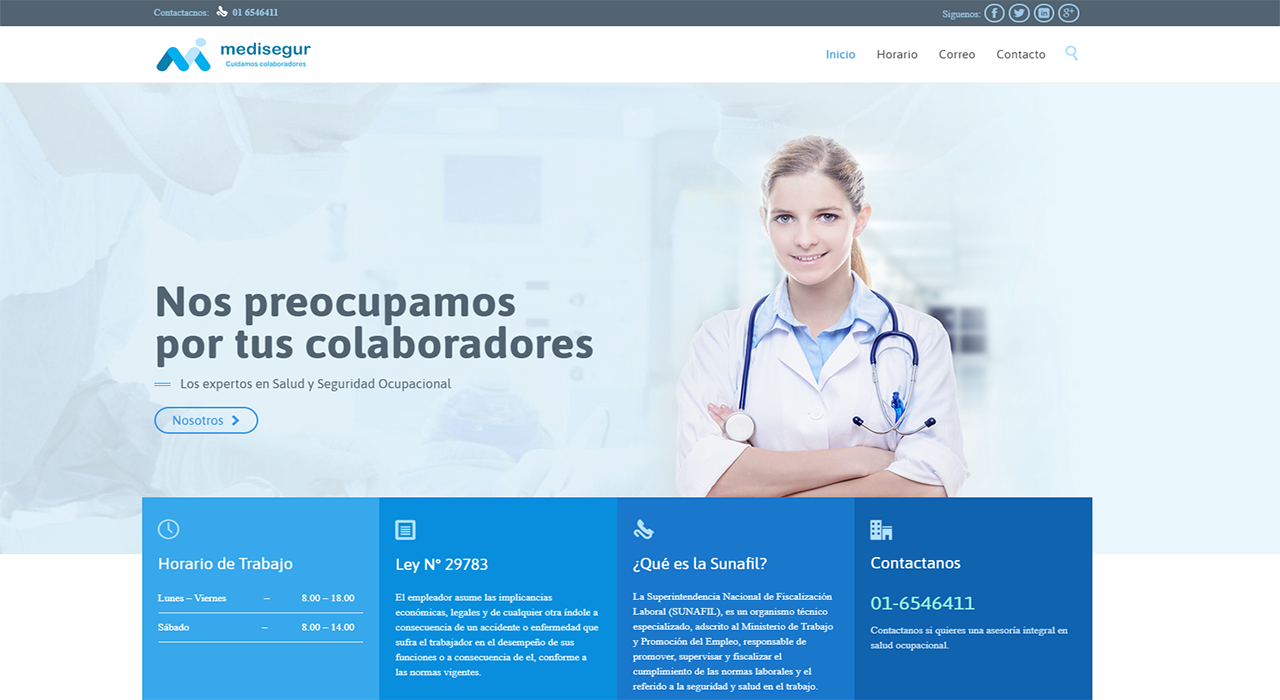 Contactacnos: 01 6546411
Siguenos:
medisegur
Cuidamos colaboradores
Inicio Horario Correo Contacto
Nos preocupamos
por tus colaboradores
Los expertos en Salud y Seguridad Ocupacional
Nosotros
Horario de Trabajo
Lunes – Viernes – 8.00 – 18.00
Sábado – 8.00 – 14.00
Ley N° 29783
El empleador asume las implicancias
económicas, legales y de cualquier otra índole a
consecuencia de un accidente o enfermedad que
sufra el trabajador en el desempeño de sus
funciones o a consecuencia de el, conforme a
las normas vigentes.
¿Qué es la Sunafil?
La Superintendencia Nacional de Fiscalización
Laboral (SUNAFIL), es un organismo técnico
especializado, adscrito al Ministerio de Trabajo
y Promoción del Empleo, responsable de
promover, supervisar y fiscalizar el
cumplimiento de las normas laborales y el
referido a la seguridad y salud en el trabajo.
Contactanos
01-6546411
Contactanos si quieres una asesoría integral en
salud ocupacional.